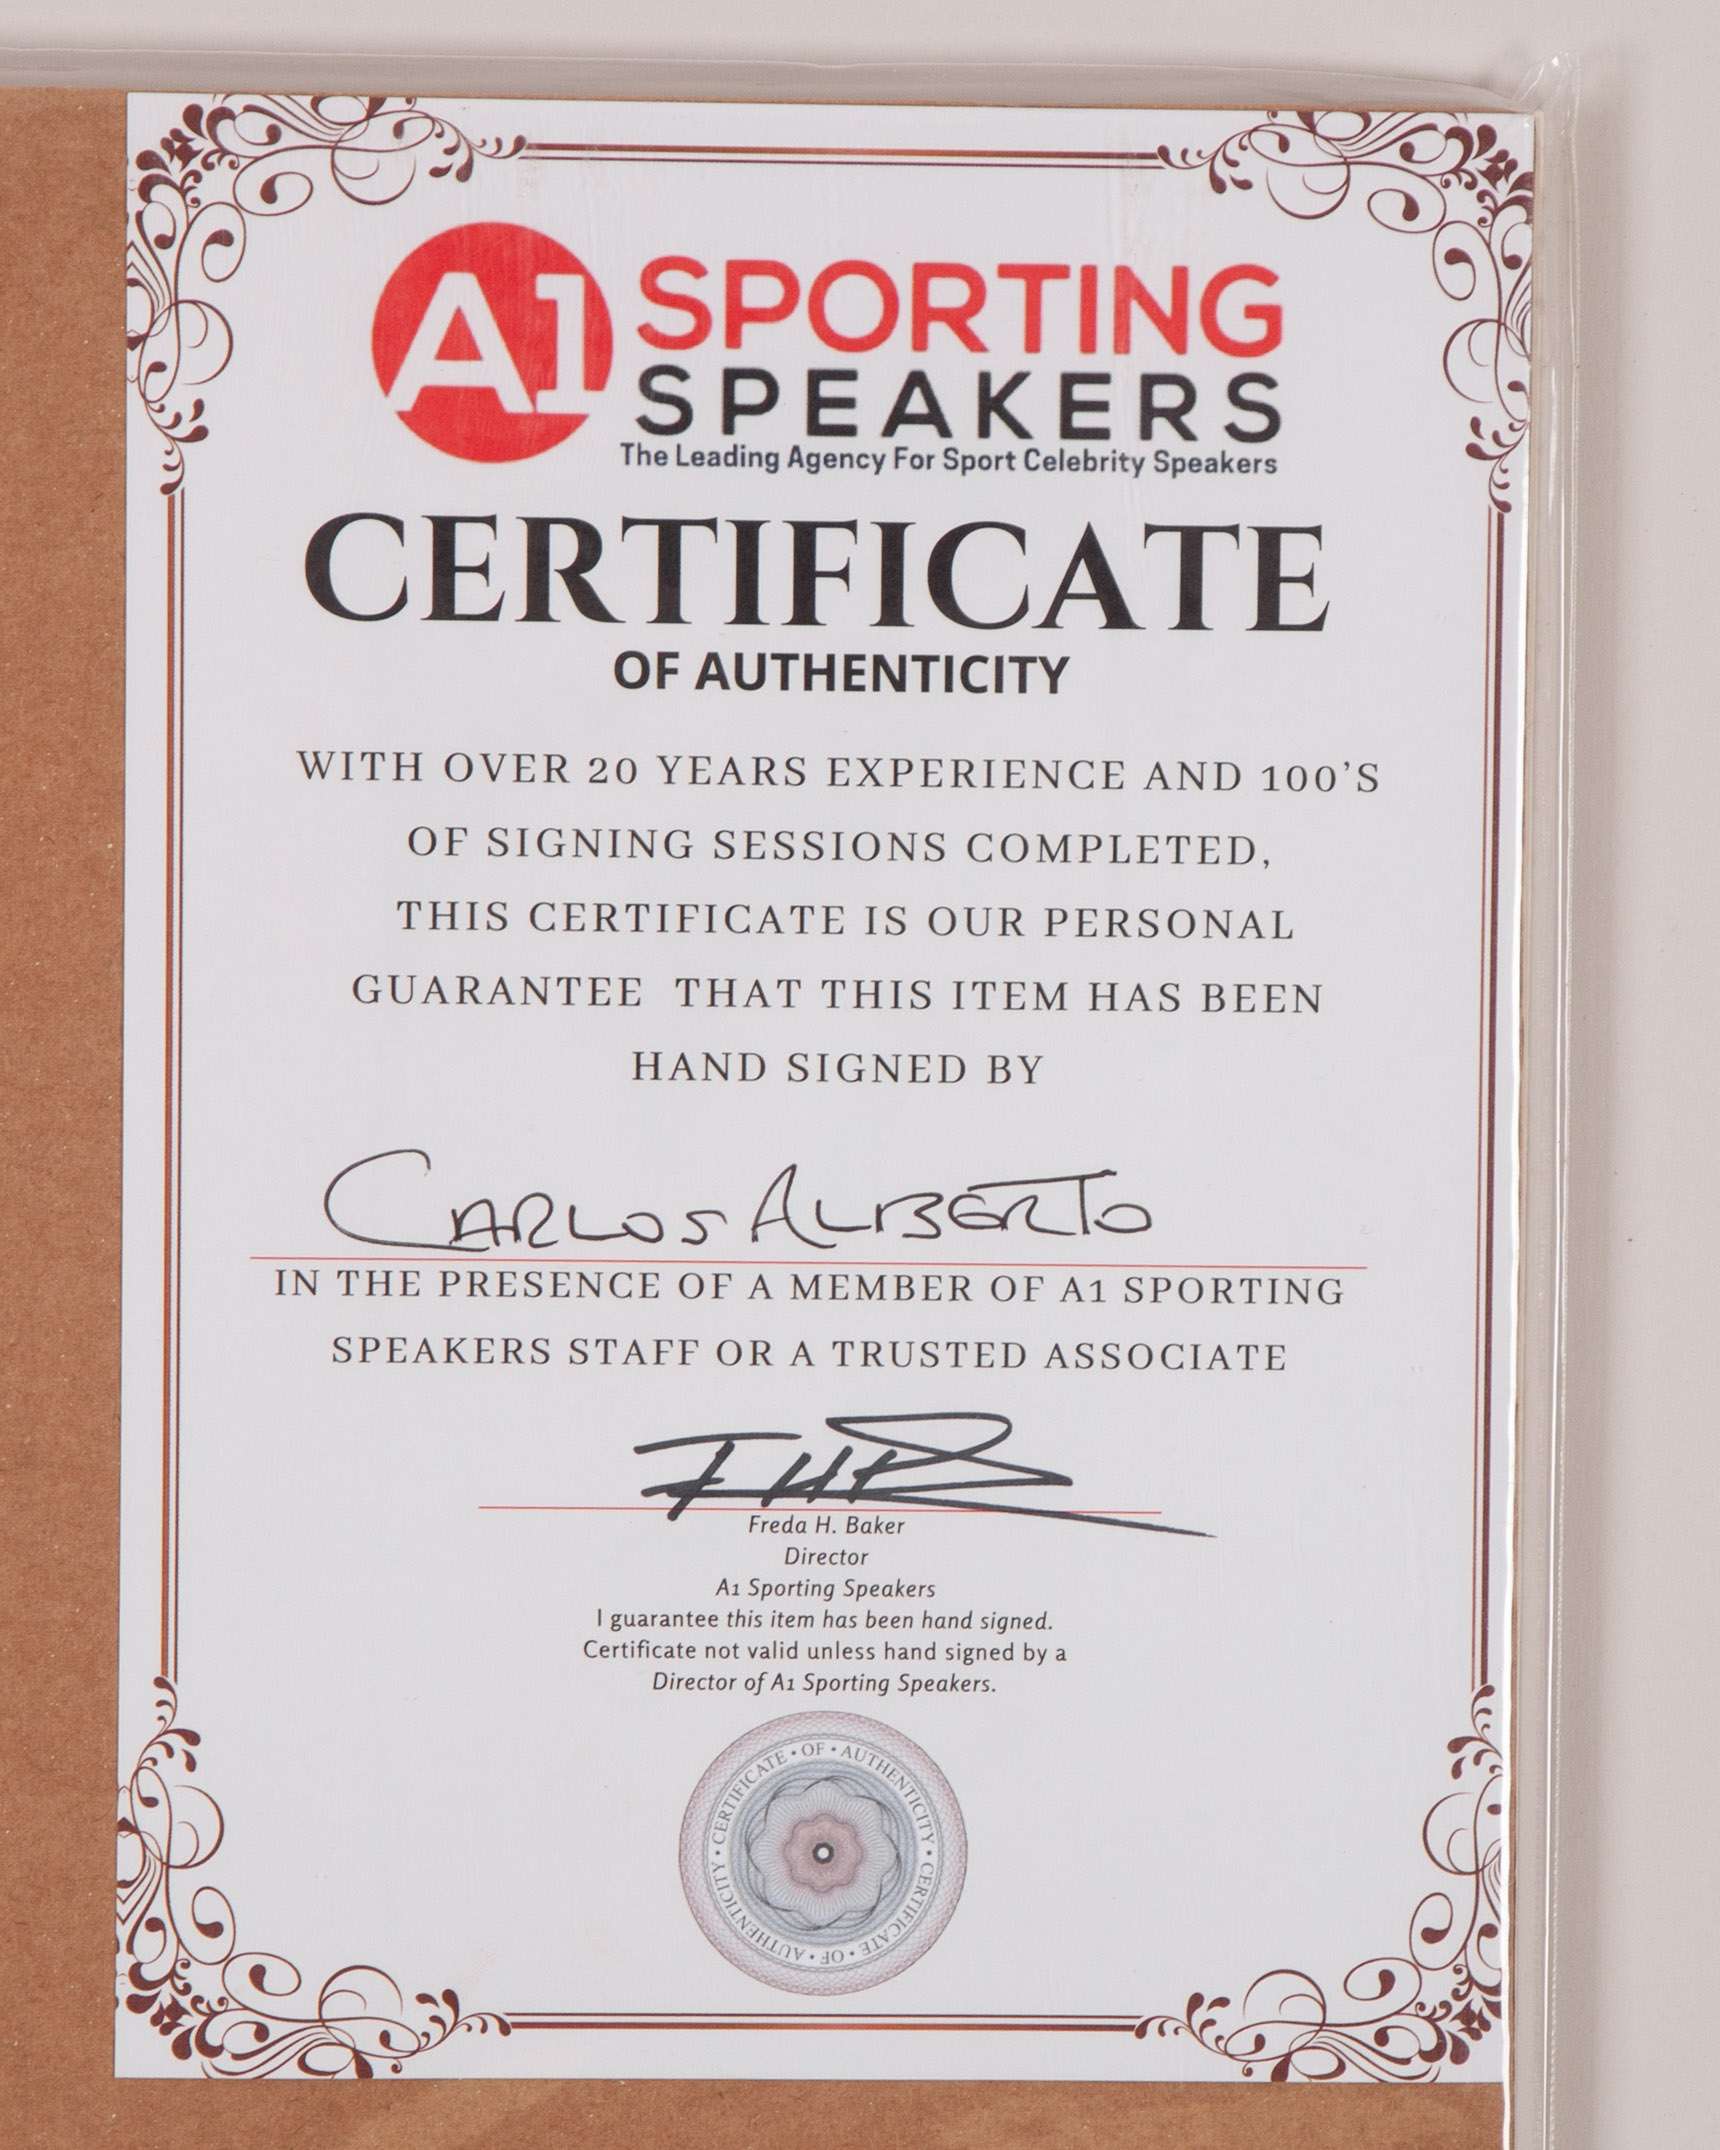 A1 SPORTING
SPEAKERS
The Leading Agency For Sport Celebrity Speakers
CERTIFICATE
OF AUTHENTICITY
WITH OVER 20 YEARS EXPERIENCE AND 100'S
OF SIGNING SESSIONS COMPLETED,
THIS CERTIFICATE IS OUR PERSONAL
GUARANTEE THAT THIS ITEM HAS BEEN
HAND SIGNED BY
CARLOS ALBERTO
IN THE PRESENCE OF A MEMBER OF A1 SPORTING
SPEAKERS STAFF OR A TRUSTED ASSOCIATE
Freda H. Baker
Director
A1 Sporting Speakers
I guarantee this item has been hand signed.
Certificate not valid unless hand signed by a
Director of A1 Sporting Speakers.
CERTIFICATE • OF • AUTHENTICITY • CERTIFICATE • OF • AUTHENTICITY •